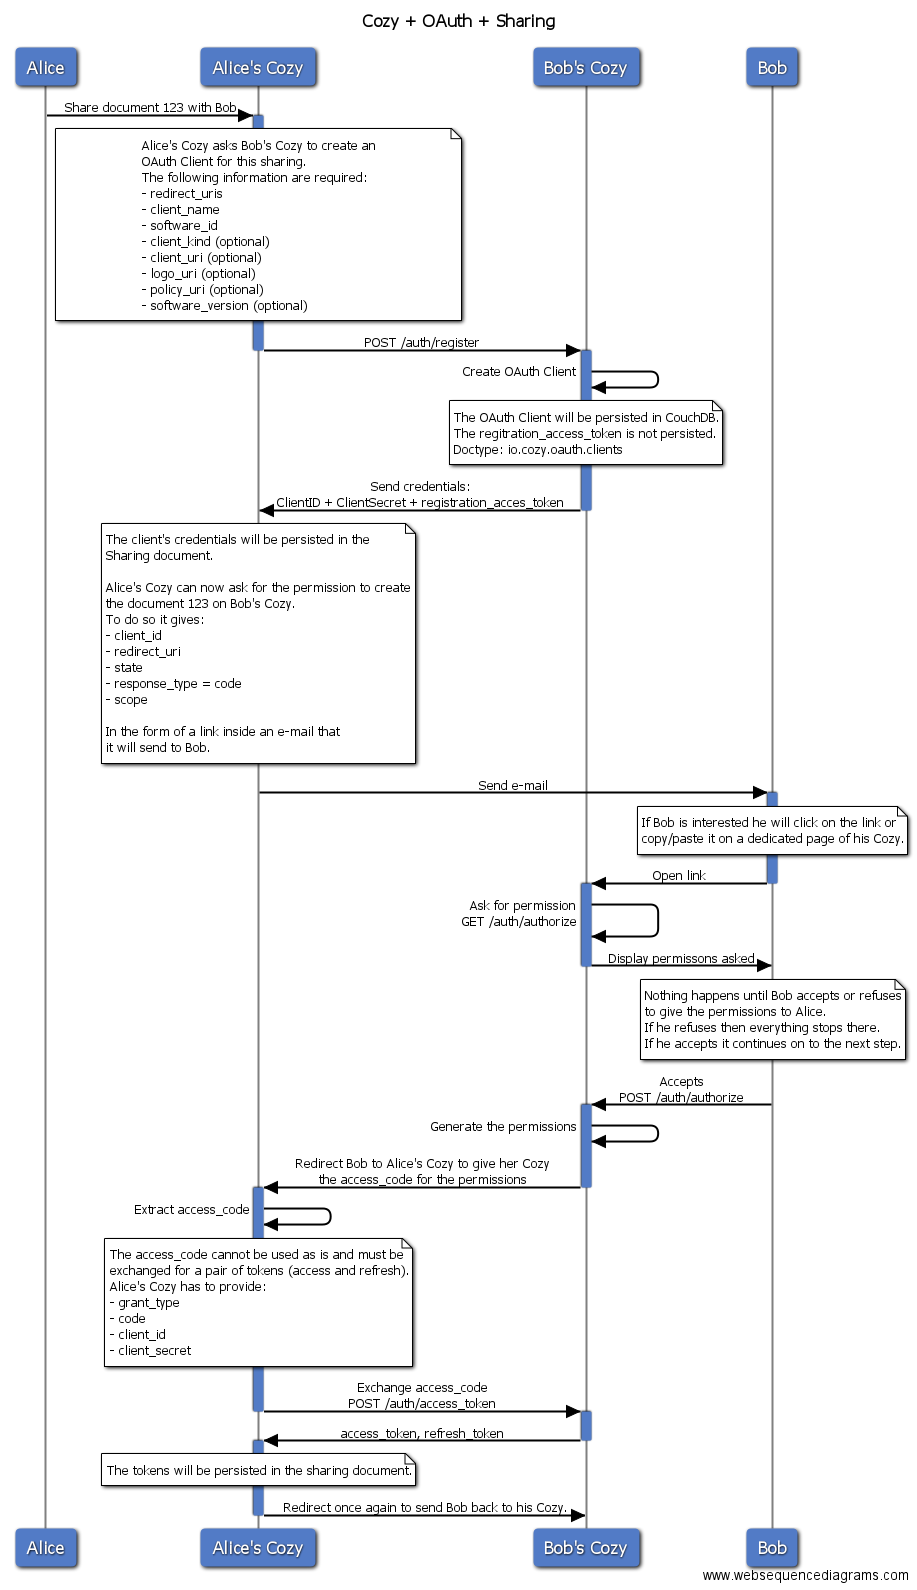 Cozy + OAuth + Sharing
Alice
Alice's Cozy
Bob's Cozy
Bob
Share document 123 with Bob
Alice's Cozy asks Bob's Cozy to create an
OAuth Client for this sharing.
The following information are required:
- redirect_uris
- client_name
- software_id
- client_kind (optional)
- client_uri (optional)
- logo_uri (optional)
- policy_uri (optional)
- software_version (optional)
POST /auth/register
Create OAuth Client
The OAuth Client will be persisted in CouchDB.
The regitration_access_token is not persisted.
Doctype: io.cozy.oauth.clients
Send credentials:
ClientID + ClientSecret + registration_acces_token
The client's credentials will be persisted in the
Sharing document.
Alice's Cozy can now ask for the permission to create
the document 123 on Bob's Cozy.
To do so it gives:
- client_id
- redirect_uri
- state
- response_type = code
- scope
In the form of a link inside an e-mail that
it will send to Bob.
Send e-mail
If Bob is interested he will click on the link or
copy/paste it on a dedicated page of his Cozy.
Open link
Ask for permission
GET /auth/authorize
Display permissons asked
Nothing happens until Bob accepts or refuses
to give the permissions to Alice.
If he refuses then everything stops there.
If he accepts it continues on to the next step.
Accepts
POST /auth/authorize
Generate the permissions
Redirect Bob to Alice's Cozy to give her Cozy
the access_code for the permissions
Extract access_code
The access_code cannot be used as is and must be
exchanged for a pair of tokens (access and refresh).
Alice's Cozy has to provide:
- grant_type
- code
- client_id
- client_secret
Exchange access_code
POST /auth/access_token
access_token, refresh_token
The tokens will be persisted in the sharing document.
Redirect once again to send Bob back to his Cozy.
Alice
Alice's Cozy
Bob's Cozy
Bob
www.websequencediagrams.com